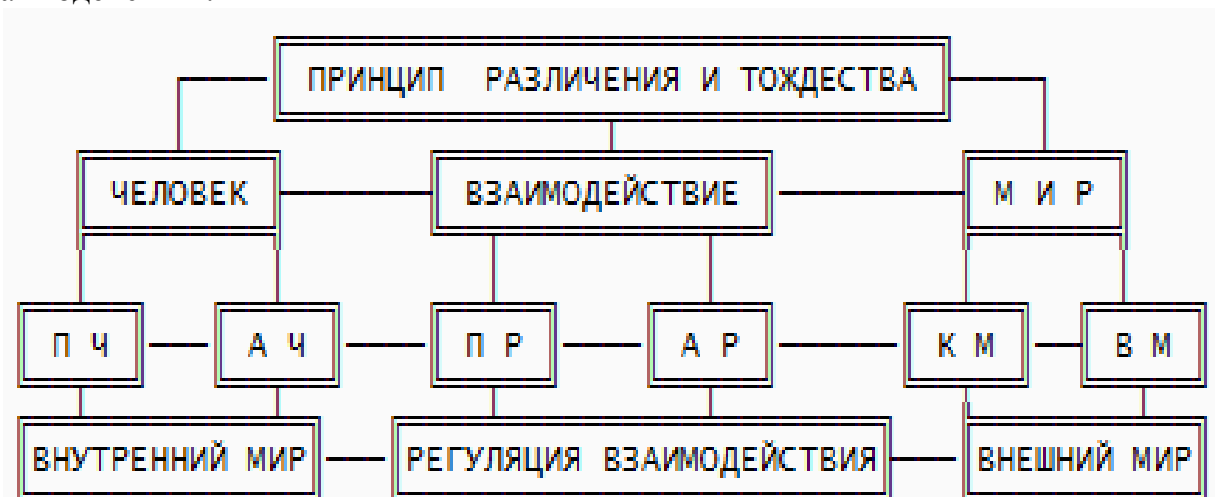 ПРИНЦИП РАЗЛИЧЕНИЯ И ТОЖДЕСТВА
ЧЕЛОВЕК ВЗАИМОДЕЙСТВИЕ М И Р
П Ч А Ч П Р А Р К М В М
ВНУТРЕННИЙ МИР РЕГУЛЯЦИЯ ВЗАИМОДЕЙСТВИЯ ВНЕШНИЙ МИР